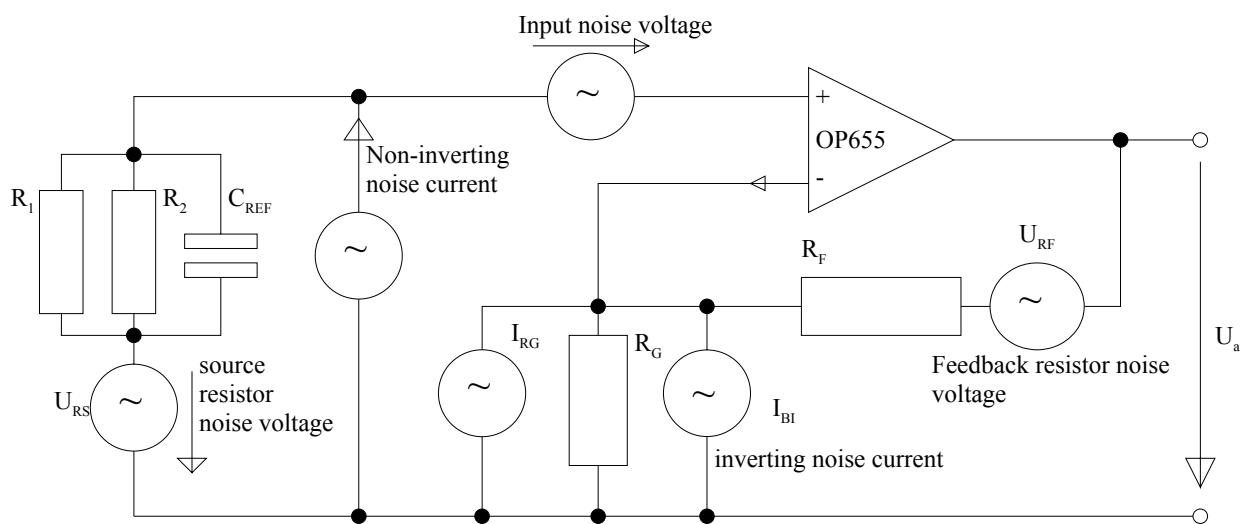 Input noise voltage
~
+
OP655
-
Non-inverting
noise current
R1
R2
CREF
~
URF
RF
~
Ua
IRG
RG
~
~
IBI
Feedback resistor noise
voltage
inverting noise current
source
resistor
noise voltage
URS
~